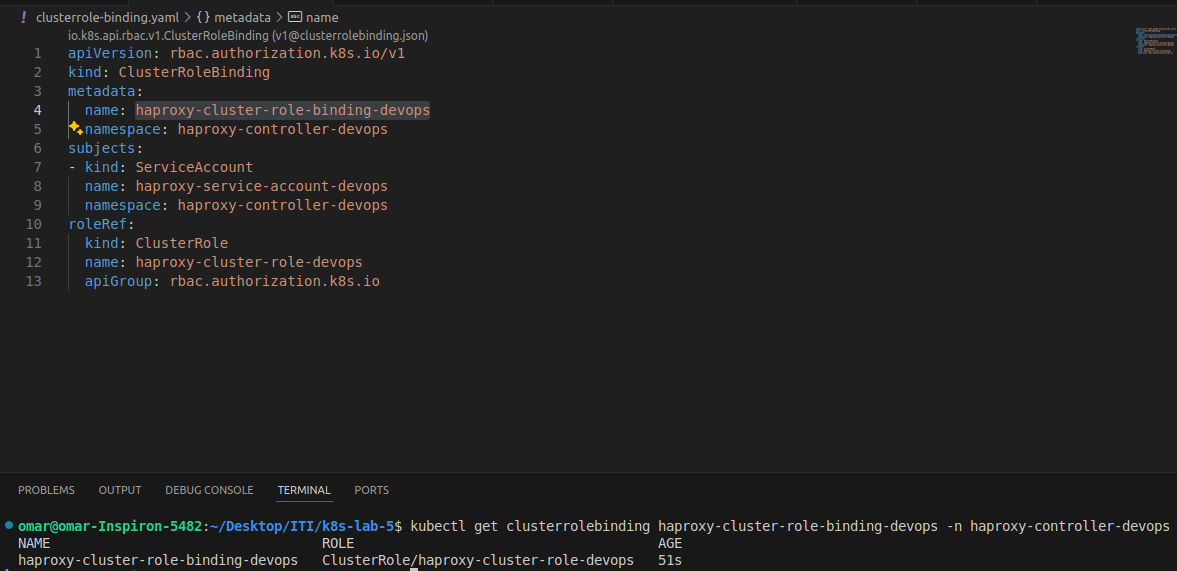 ! clusterrole-binding.yaml > {} metadata > abc name
io.k8s.api.rbac.v1.ClusterRoleBinding (v1@clusterrolebinding.json)
1 apiVersion: rbac.authorization.k8s.io/v1
2 kind: ClusterRoleBinding
3 metadata:
4   name: haproxy-cluster-role-binding-devops
5   namespace: haproxy-controller-devops
6 subjects:
7 - kind: ServiceAccount
8   name: haproxy-service-account-devops
9   namespace: haproxy-controller-devops
10 roleRef:
11   kind: ClusterRole
12   name: haproxy-cluster-role-devops
13   apiGroup: rbac.authorization.k8s.io
PROBLEMS OUTPUT DEBUG CONSOLE TERMINAL PORTS
omar@omar-Inspiron-5482:~/Desktop/ITI/k8s-lab-5$ kubectl get clusterrolebinding haproxy-cluster-role-binding-devops -n haproxy-controller-devops
NAME ROLE AGE
haproxy-cluster-role-binding-devops ClusterRole/haproxy-cluster-role-devops 51s